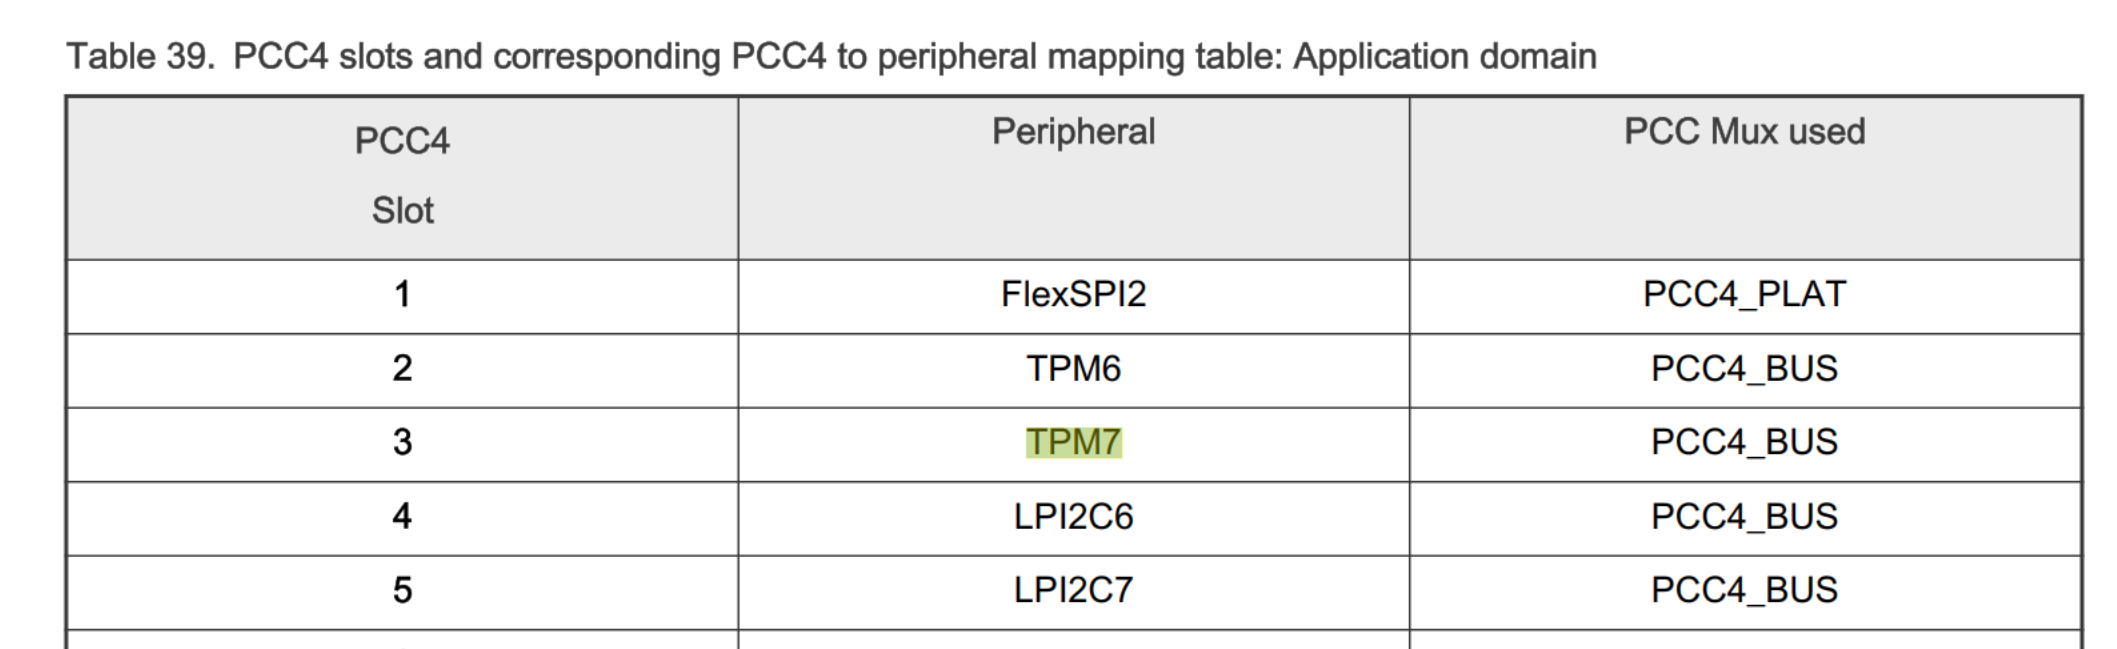 Table 39. PCC4 slots and corresponding PCC4 to peripheral mapping table: Application domain
PCC4 Slot Peripheral PCC Mux used
1 FlexSPI2 PCC4_PLAT
2 TPM6 PCC4_BUS
3 TPM7 PCC4_BUS
4 LPI2C6 PCC4_BUS
5 LPI2C7 PCC4_BUS